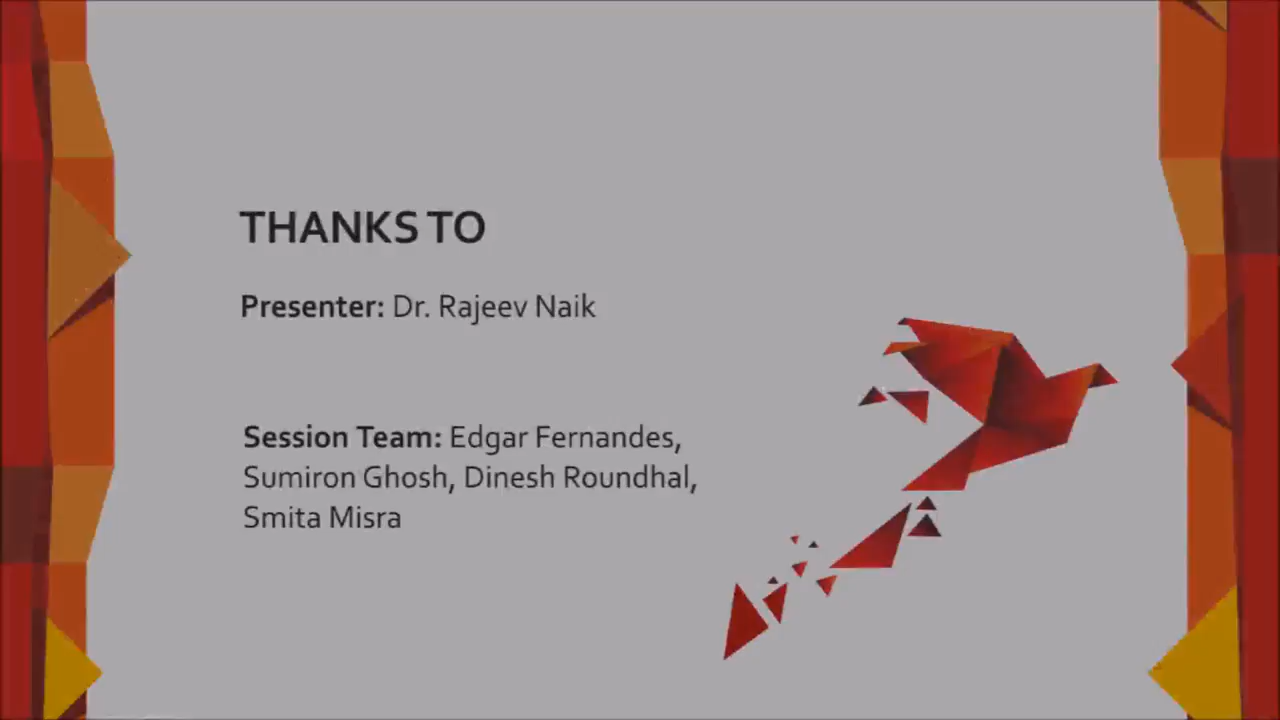 THANKS TO
Presenter: Dr. Rajeev Naik
Session Team: Edgar Fernandes,
Sumiron Ghosh, Dinesh Roundhal,
Smita Misra